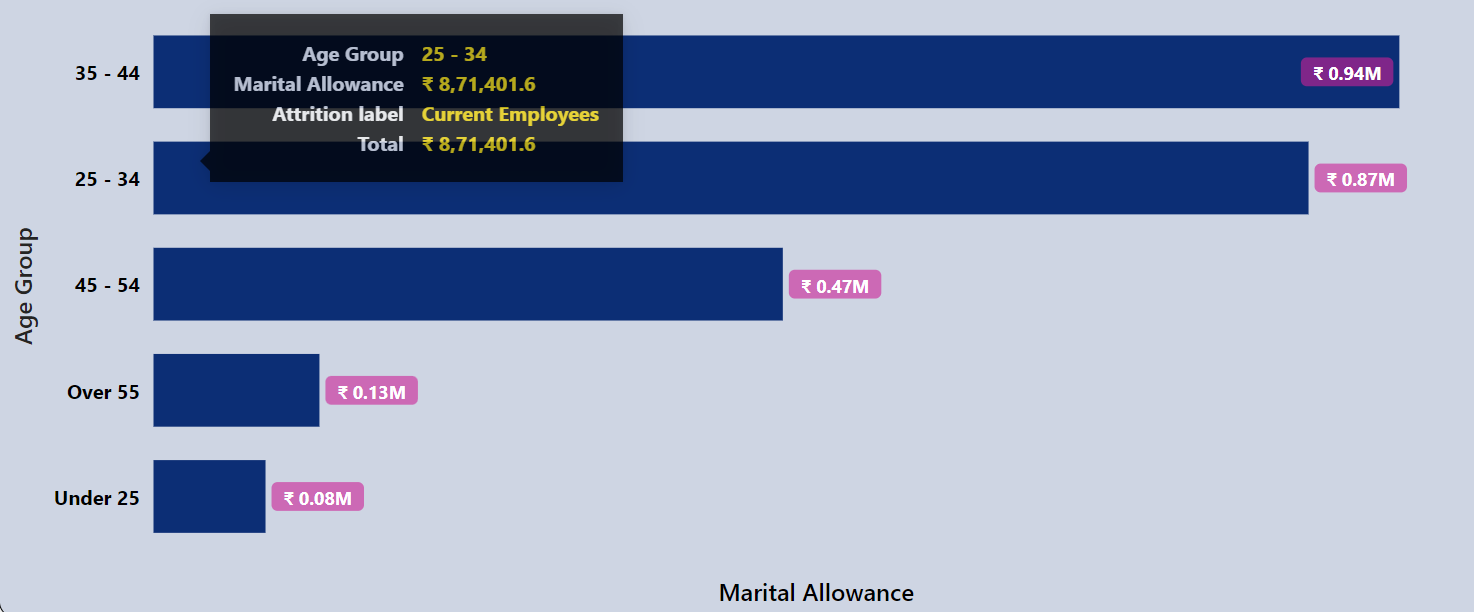 Age Group 25 - 34
Marital Allowance ₹ 8,71,401.6
Attrition label Current Employees
Total ₹ 8,71,401.6
35 - 44 ₹ 0.94M
25 - 34 ₹ 0.87M
45 - 54 ₹ 0.47M
Over 55 ₹ 0.13M
Under 25 ₹ 0.08M
Age Group
Marital Allowance